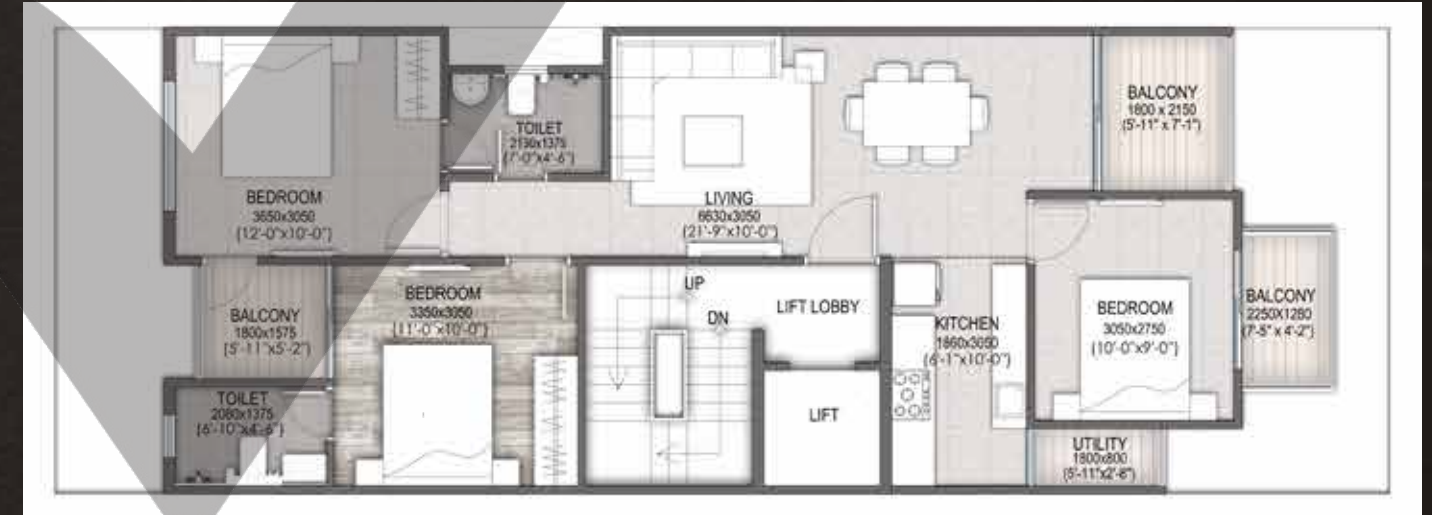 BALCONY
1800 x 2150
(5'-11" x 7'-1")
TOILET
2130x1375
(7'-0"x4'-6")
BEDROOM
3650x3050
(12'-0"x10'-0")
LIVING
6630x3050
(21'-9"x10'-0")
BEDROOM
3350x3050
(11'-0"x10'-0")
UP
DN
LIFT LOBBY
BALCONY
1800x1575
(5'-11"x5'-2")
KITCHEN
1860x3050
(6'-1"x10'-0")
BEDROOM
3050x2750
(10'-0"x9'-0")
BALCONY
2250X1280
(7'-5" x 4'-2")
TOILET
2080x1375
(6'-10"x4'-6")
LIFT
UTILITY
1800x800
(5'-11"x2'-8")